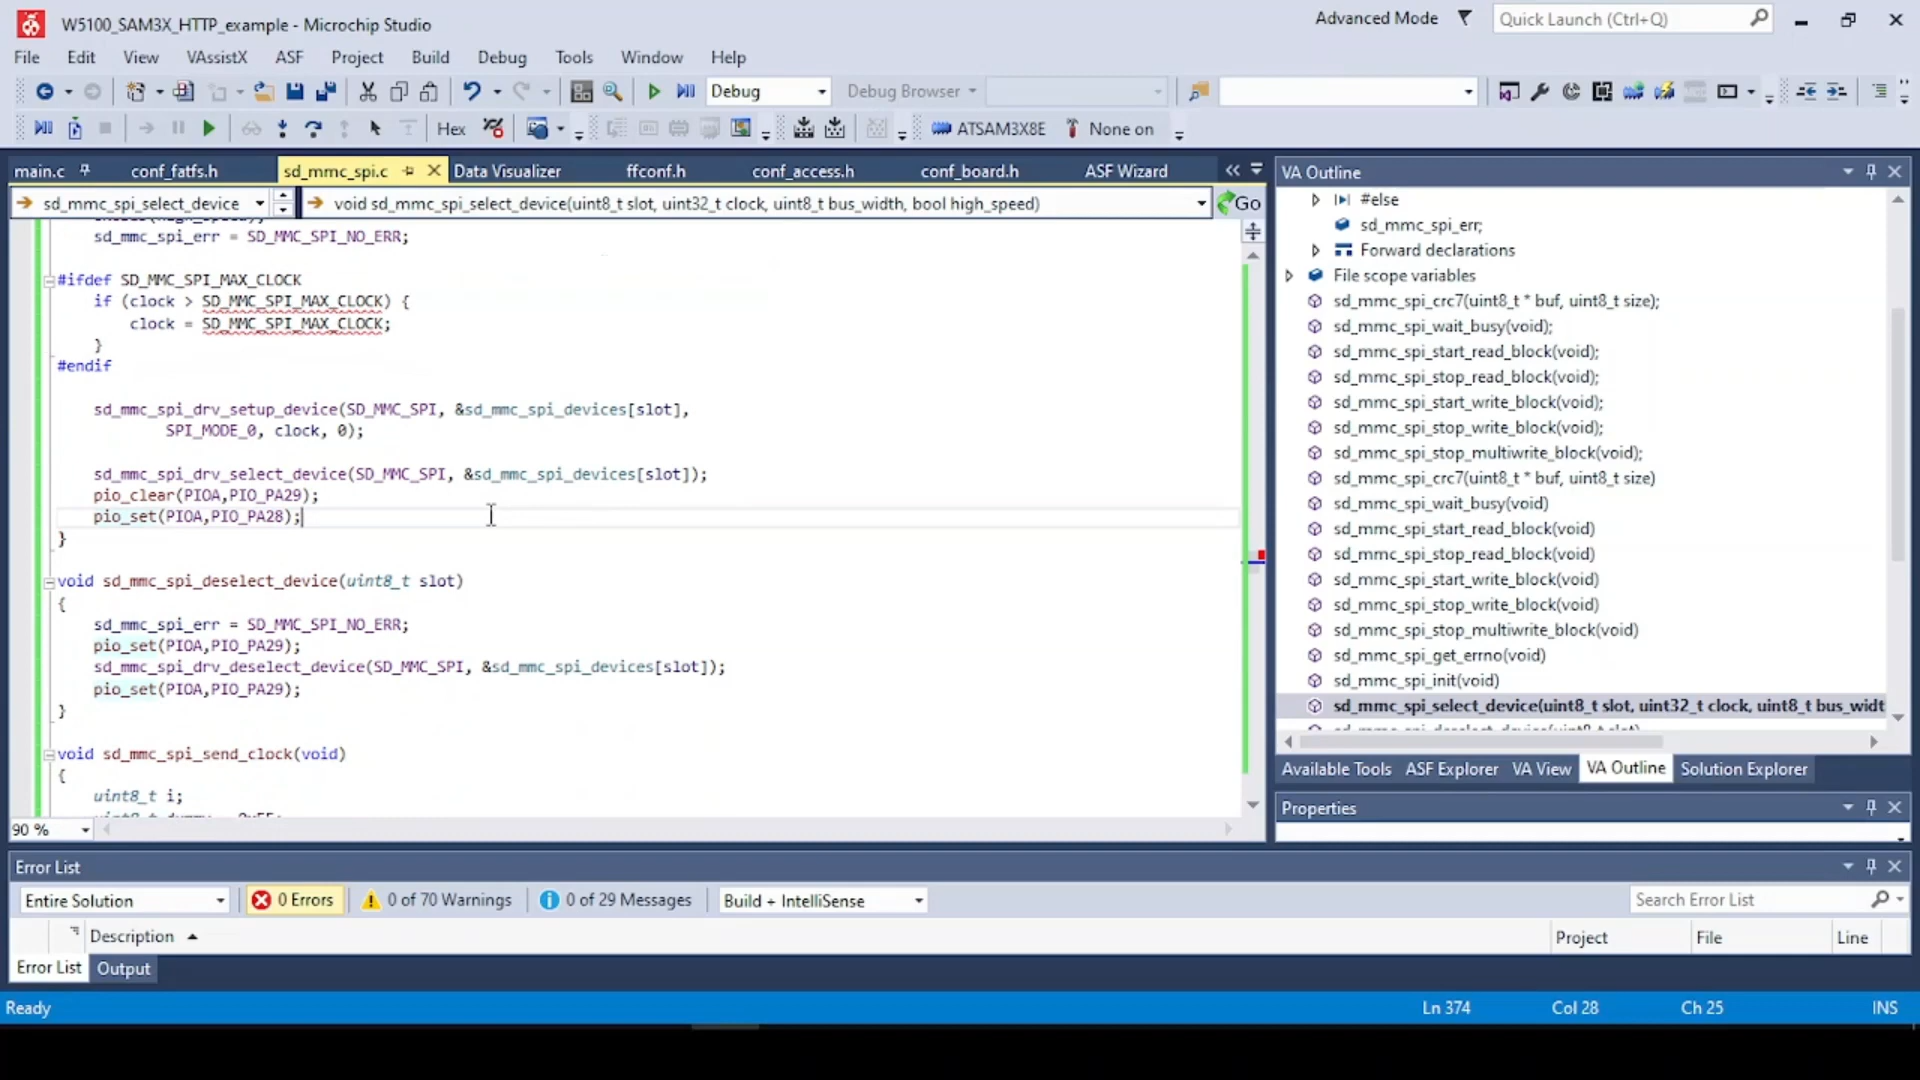 W5100_SAM3X_HTTP_example - Microchip Studio
Advanced Mode
Quick Launch (Ctrl+Q)
File Edit View VAssistX ASF Project Build Debug Tools Window Help
Debug
Debug Browser
Hex
ATSAM3X8E
None on
main.c
conf_fatfs.h
sd_mmc_spi.c
Data Visualizer
ffconf.h
conf_access.h
conf_board.h
ASF Wizard
sd_mmc_spi_select_device
void sd_mmc_spi_select_device(uint8_t slot, uint32_t clock, uint8_t bus_width, bool high_speed)
Go
sd_mmc_spi_err = SD_MMC_SPI_NO_ERR;
#ifdef SD_MMC_SPI_MAX_CLOCK
if (clock > SD_MMC_SPI_MAX_CLOCK) {
clock = SD_MMC_SPI_MAX_CLOCK;
}
#endif
sd_mmc_spi_drv_setup_device(SD_MMC_SPI, &sd_mmc_spi_devices[slot],
SPI_MODE_0, clock, 0);
sd_mmc_spi_drv_select_device(SD_MMC_SPI, &sd_mmc_spi_devices[slot]);
pio_clear(PIOA,PIO_PA29);
pio_set(PIOA,PIO_PA28);
}
void sd_mmc_spi_deselect_device(uint8_t slot)
{
sd_mmc_spi_err = SD_MMC_SPI_NO_ERR;
pio_set(PIOA,PIO_PA29);
sd_mmc_spi_drv_deselect_device(SD_MMC_SPI, &sd_mmc_spi_devices[slot]);
pio_set(PIOA,PIO_PA29);
}
void sd_mmc_spi_send_clock(void)
{
uint8_t i;
90 %
VA Outline
#else
sd_mmc_spi_err;
Forward declarations
File scope variables
sd_mmc_spi_crc7(uint8_t * buf, uint8_t size);
sd_mmc_spi_wait_busy(void);
sd_mmc_spi_start_read_block(void);
sd_mmc_spi_stop_read_block(void);
sd_mmc_spi_start_write_block(void);
sd_mmc_spi_stop_write_block(void);
sd_mmc_spi_stop_multiwrite_block(void);
sd_mmc_spi_crc7(uint8_t * buf, uint8_t size)
sd_mmc_spi_wait_busy(void)
sd_mmc_spi_start_read_block(void)
sd_mmc_spi_stop_read_block(void)
sd_mmc_spi_start_write_block(void)
sd_mmc_spi_stop_write_block(void)
sd_mmc_spi_stop_multiwrite_block(void)
sd_mmc_spi_get_errno(void)
sd_mmc_spi_init(void)
sd_mmc_spi_select_device(uint8_t slot, uint32_t clock, uint8_t bus_widt
Available Tools ASF Explorer VA View VA Outline Solution Explorer
Properties
Error List
Entire Solution
0 Errors
0 of 70 Warnings
0 of 29 Messages
Build + IntelliSense
Search Error List
Description
Project
File
Line
Error List
Output
Ready
Ln 374
Col 28
Ch 25
INS